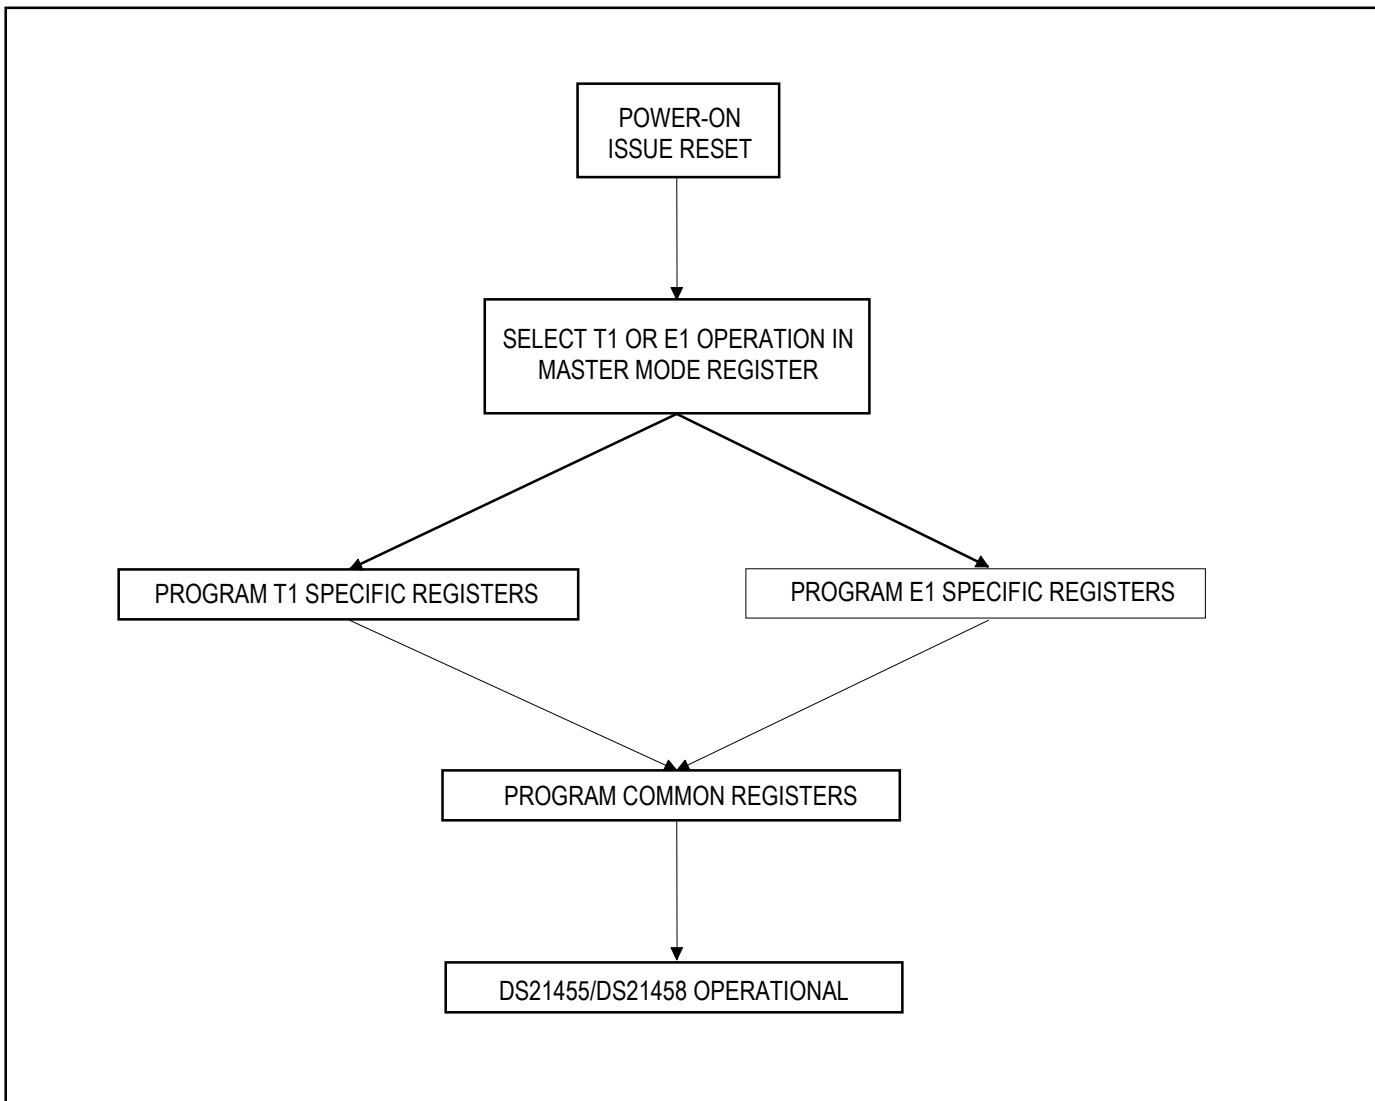 POWER-ON
ISSUE RESET
SELECT T1 OR E1 OPERATION IN
MASTER MODE REGISTER
PROGRAM T1 SPECIFIC REGISTERS
PROGRAM E1 SPECIFIC REGISTERS
PROGRAM COMMON REGISTERS
DS21455/DS21458 OPERATIONAL